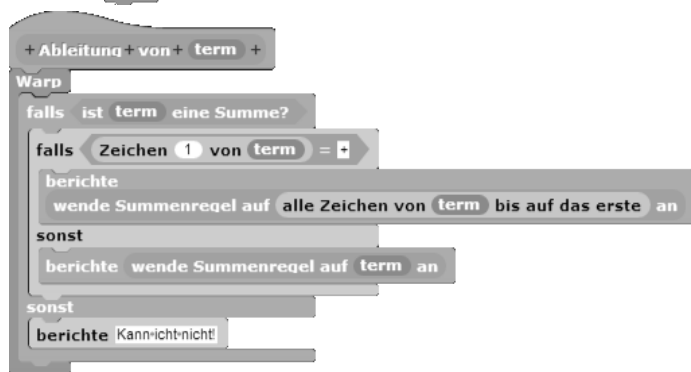 + Ableitung + von + term +
Warp
falls ist term eine Summe?
falls Zeichen 1 von term = +
berichte
wende Summenregel auf alle Zeichen von term bis auf das erste an
sonst
berichte wende Summenregel auf term an
sonst
berichte Kann•icht•nicht!